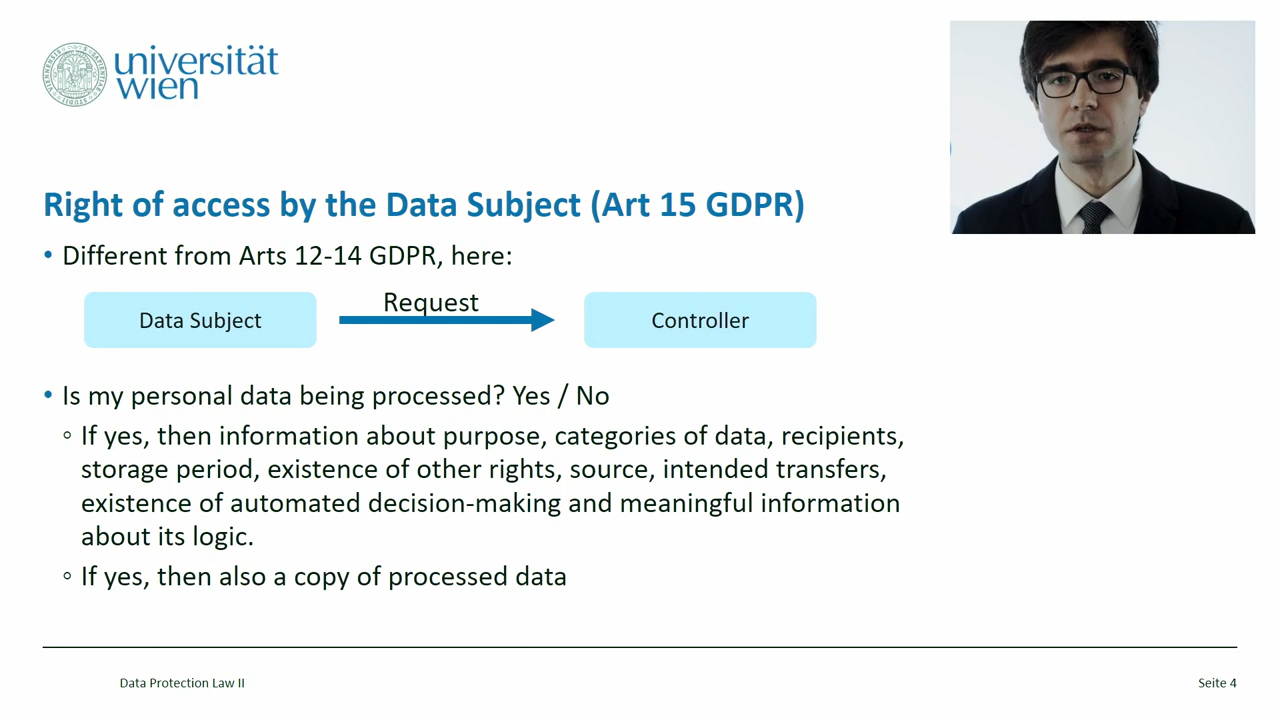 universität
wien
Right of access by the Data Subject (Art 15 GDPR)
• Different from Arts 12-14 GDPR, here:
Data Subject
Request
Controller
• Is my personal data being processed? Yes / No
◦ If yes, then information about purpose, categories of data, recipients,
storage period, existence of other rights, source, intended transfers,
existence of automated decision-making and meaningful information
about its logic.
◦ If yes, then also a copy of processed data
Data Protection Law II
Seite 4